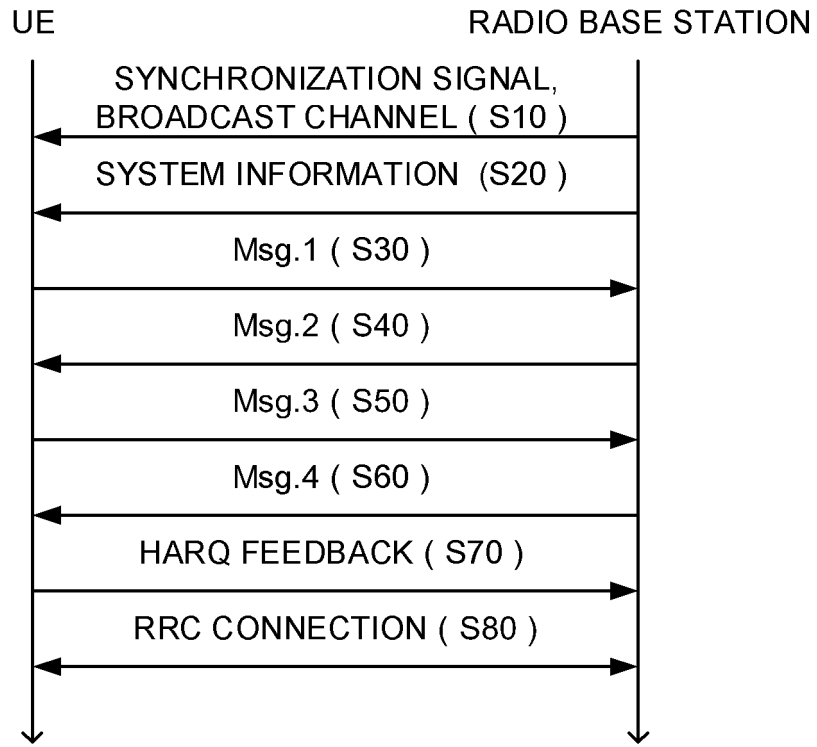 UE
RADIO BASE STATION
SYNCHRONIZATION SIGNAL,
BROADCAST CHANNEL ( S10 )
SYSTEM INFORMATION (S20 )
Msg.1 ( S30 )
Msg.2 ( S40 )
Msg.3 ( S50 )
Msg.4 ( S60 )
HARQ FEEDBACK ( S70 )
RRC CONNECTION ( S80 )